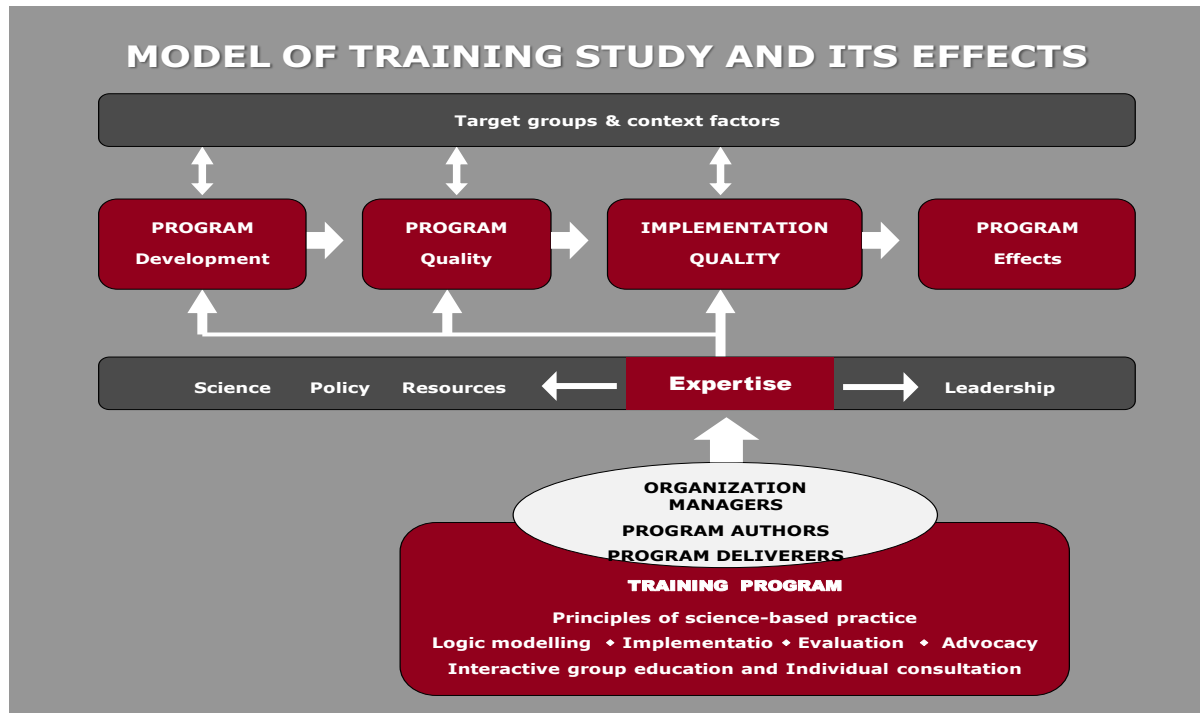 MODEL OF TRAINING STUDY AND ITS EFFECTS
Target groups & context factors
PROGRAM
Development
PROGRAM
Quality
IMPLEMENTATION
QUALITY
PROGRAM
Effects
Science Policy Resources
Expertise
Leadership
ORGANIZATION
MANAGERS
PROGRAM AUTHORS
PROGRAM DELIVERERS
TRAINING PROGRAM
Principles of science-based practice
Logic modelling ◆ Implementatio ◆ Evaluation ◆ Advocacy
Interactive group education and Individual consultation